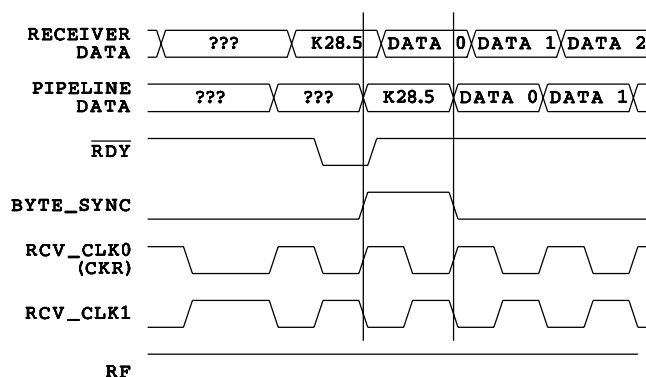 RECEIVER DATA ??? K28.5 DATA 0 DATA 1 DATA 2
PIPELINE DATA ??? ??? K28.5 DATA 0 DATA 1
RDY
BYTE_SYNC
RCV_CLK0
(CKR)
RCV_CLK1
RF